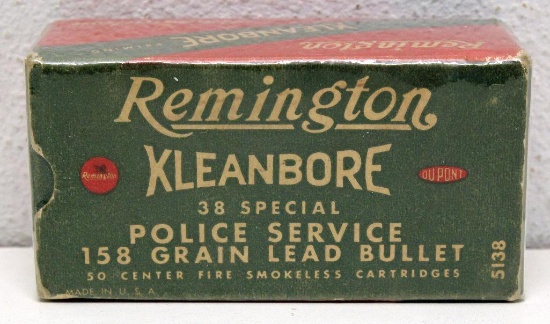 KLEANBORE
Remington
Remington
Remington
KLEANBORE
DU PONT
38 SPECIAL
POLICE SERVICE
158 GRAIN LEAD BULLET
50 CENTER FIRE SMOKELESS CARTRIDGES
5138
MADE IN U.S.A.